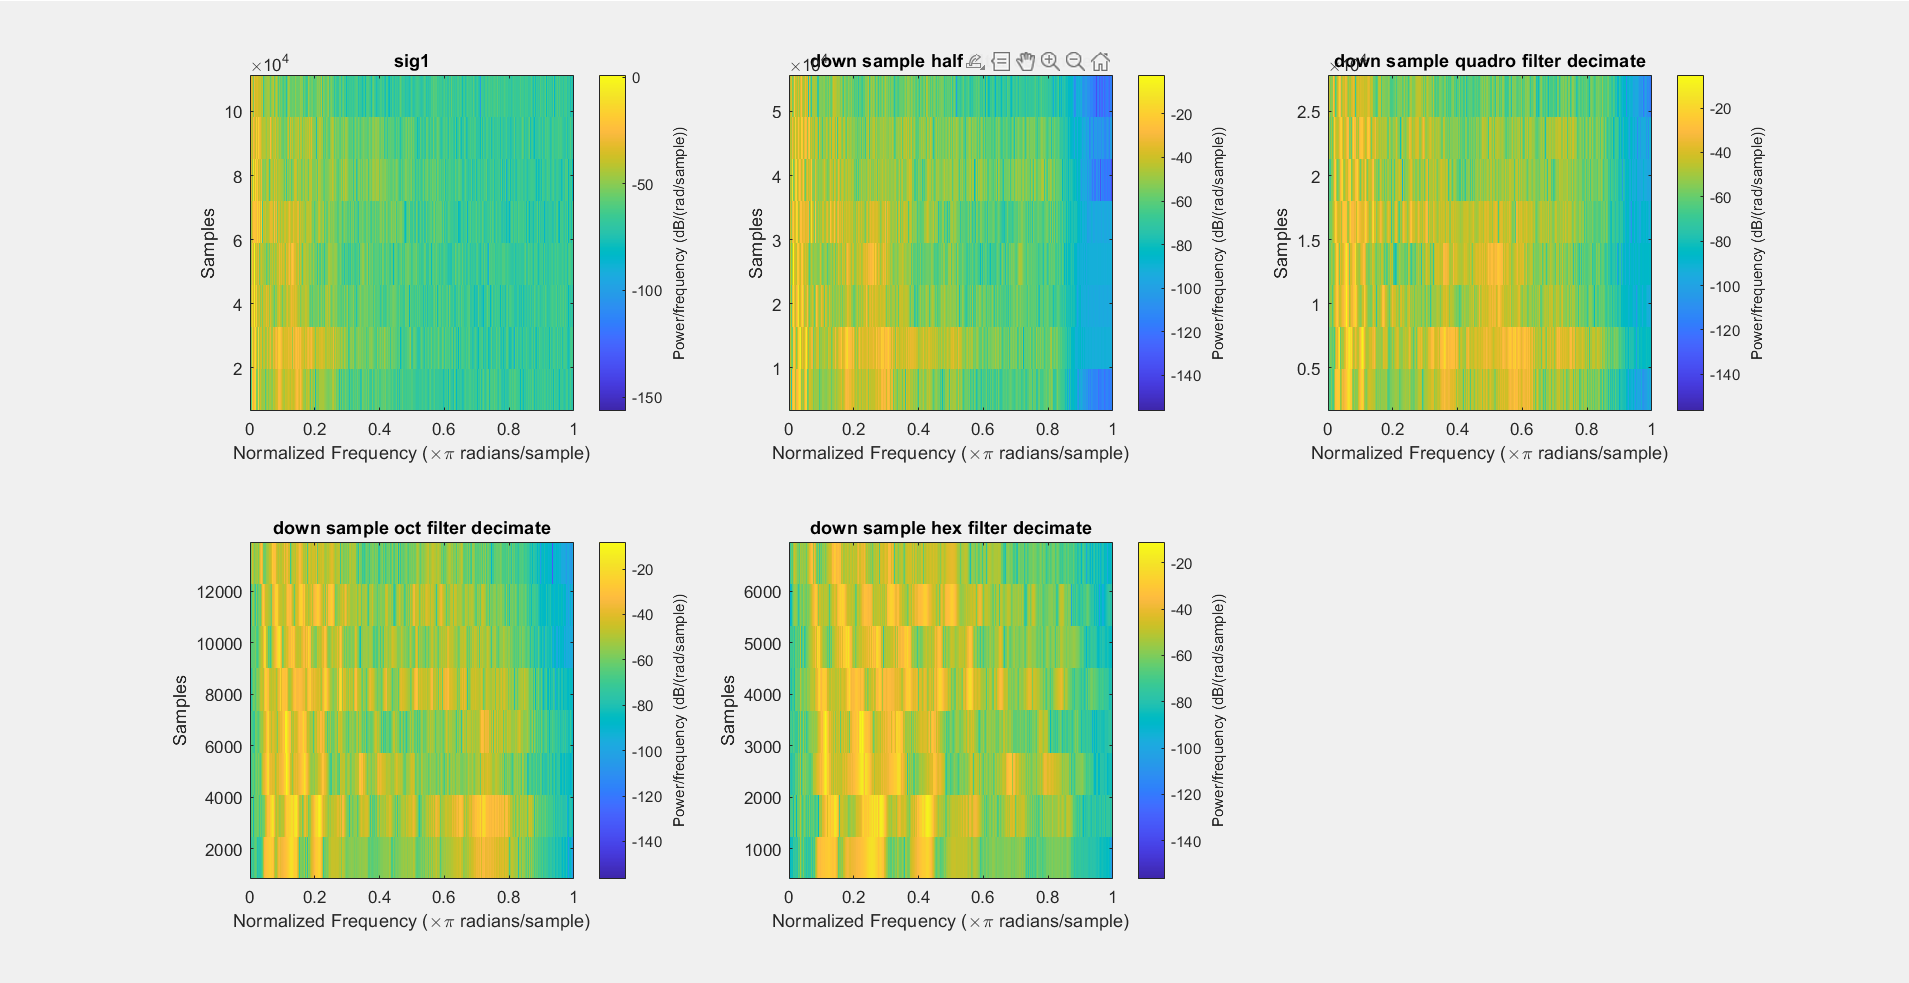 sig1
×10⁴
10
8
6
4
2
Samples
0 0.2 0.4 0.6 0.8 1
Normalized Frequency (×π radians/sample)
0
-50
-100
-150
Power/frequency (dB/(rad/sample))
down sample half
5
4
3
2
1
Samples
0 0.2 0.4 0.6 0.8 1
Normalized Frequency (×π radians/sample)
-20
-40
-60
-80
-100
-120
-140
Power/frequency (dB/(rad/sample))
down sample quadro filter decimate
2.5
2
1.5
1
0.5
Samples
0 0.2 0.4 0.6 0.8 1
Normalized Frequency (×π radians/sample)
-20
-40
-60
-80
-100
-120
-140
Power/frequency (dB/(rad/sample))
down sample oct filter decimate
12000
10000
8000
6000
4000
2000
Samples
0 0.2 0.4 0.6 0.8 1
Normalized Frequency (×π radians/sample)
-20
-40
-60
-80
-100
-120
-140
Power/frequency (dB/(rad/sample))
down sample hex filter decimate
6000
5000
4000
3000
2000
1000
Samples
0 0.2 0.4 0.6 0.8 1
Normalized Frequency (×π radians/sample)
-20
-40
-60
-80
-100
-120
-140
Power/frequency (dB/(rad/sample))